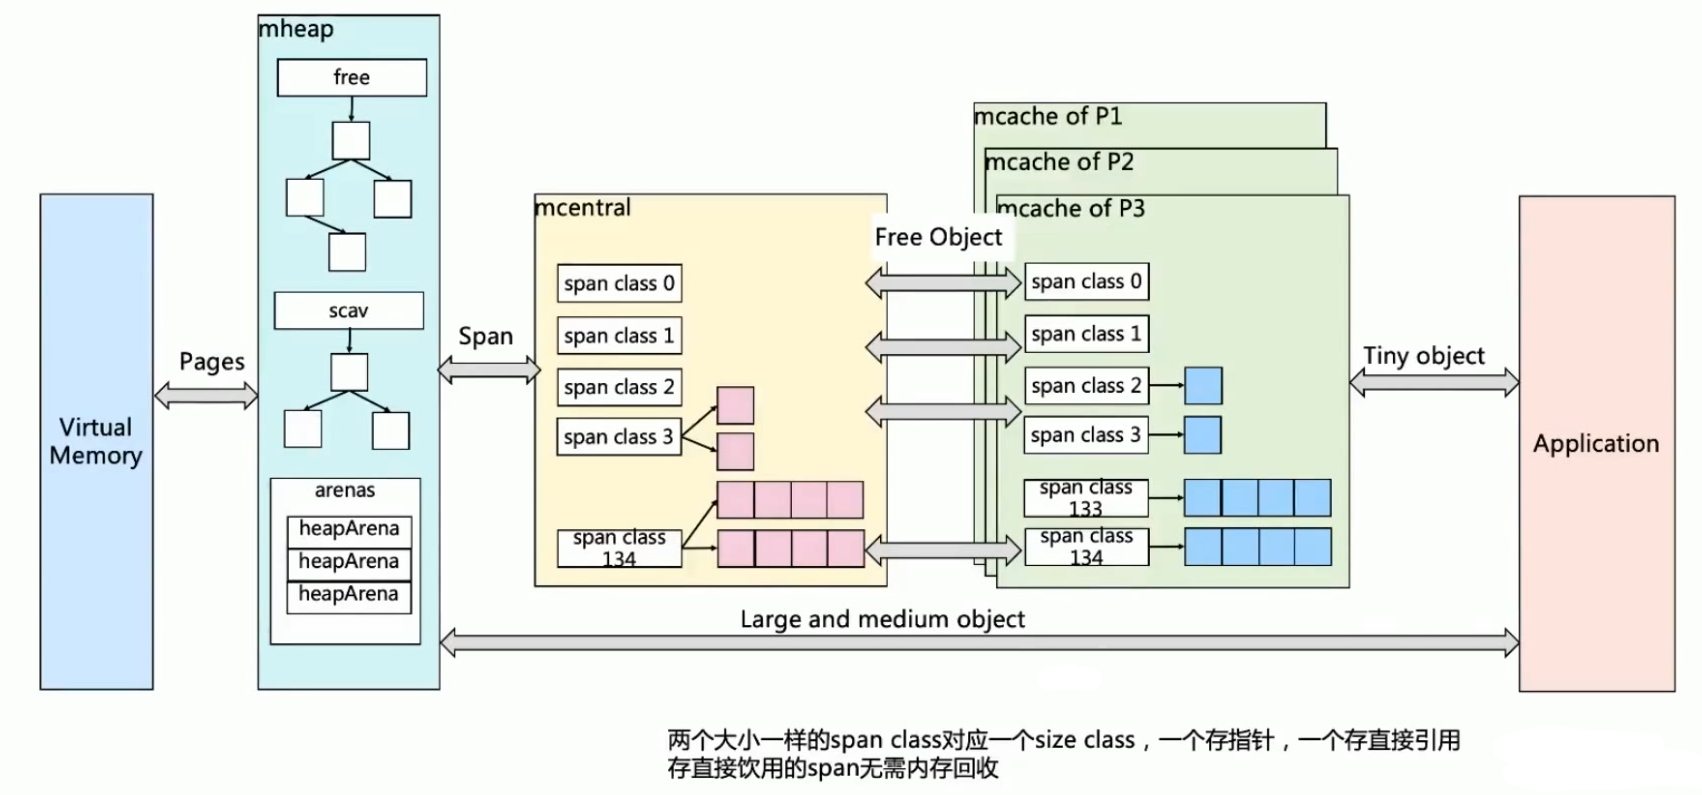 mheap
free
scav
arenas
heapArena
heapArena
heapArena
Virtual
Memory
Pages
Span
mcentral
span class 0
span class 1
span class 2
span class 3
span class
134
Free Object
mcache of P1
mcache of P2
mcache of P3
span class 0
span class 1
span class 2
span class 3
span class
133
span class
134
Tiny object
Application
Large and medium object
两个大小一样的span class对应一个size class，一个存指针，一个存直接引用
存直接饮用的span无需内存回收